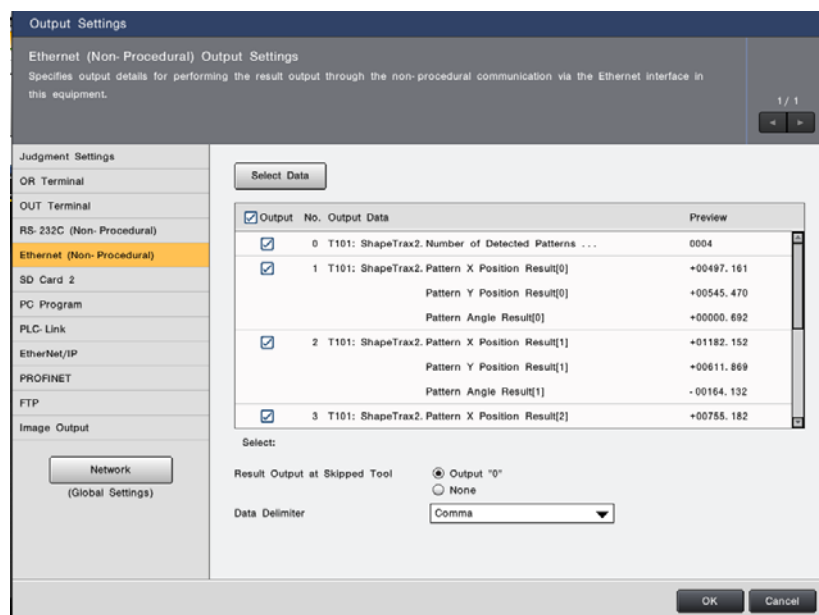 Output Settings
Ethernet (Non- Procedural) Output Settings
Specifies output details for performing the result output through the non-procedural communication via the Ethernet interface in
this equipment.
1/ 1
Judgment Settings
OR Terminal
OUT Terminal
RS- 232C (Non- Procedural)
Ethernet (Non- Procedural)
SD Card 2
PC Program
PLC- Link
EtherNet/IP
PROFINET
FTP
Image Output
Network
(Global Settings)
Select Data
Output No. Output Data Preview
0 T101: ShapeTrax2. Number of Detected Patterns ... 0004
1 T101: ShapeTrax2. Pattern X Position Result[0] +00497. 161
Pattern Y Position Result[0] +00545. 470
Pattern Angle Result[0] +00000. 692
2 T101: ShapeTrax2. Pattern X Position Result[1] +01182. 152
Pattern Y Position Result[1] +00611. 869
Pattern Angle Result[1] - 00164. 132
3 T101: ShapeTrax2. Pattern X Position Result[2] +00755. 182
Select:
Result Output at Skipped Tool Output "0"
None
Data Delimiter Comma
OK Cancel